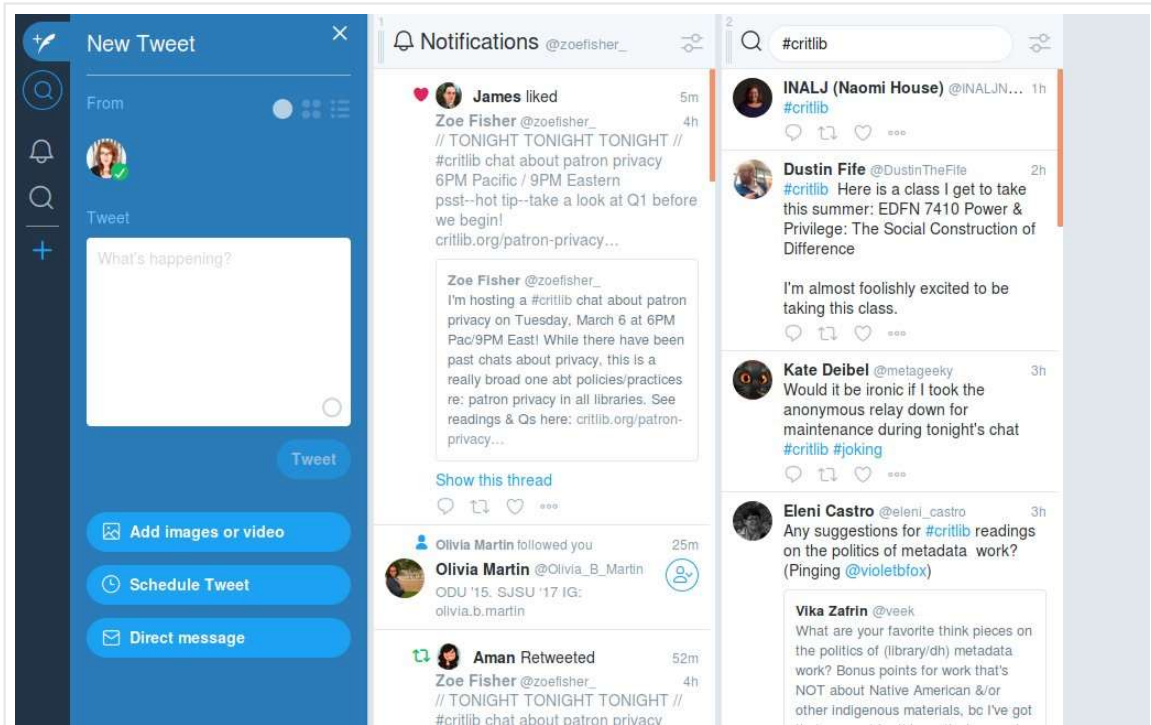 New Tweet
From
Tweet
What's happening?
Tweet
Add images or video
Schedule Tweet
Direct message
1
Notifications @zoefisher_
James liked 5m
Zoe Fisher @zoefisher_ 4h
// TONIGHT TONIGHT TONIGHT //
#critlib chat about patron privacy
6PM Pacific / 9PM Eastern
psst--hot tip--take a look at Q1 before
we begin!
critlib.org/patron-privacy…
Zoe Fisher @zoefisher_
I'm hosting a #critlib chat about patron
privacy on Tuesday, March 6 at 6PM
Pac/9PM East! While there have been
past chats about privacy, this is a
really broad one abt policies/practices
re: patron privacy in all libraries. See
readings & Qs here: critlib.org/patron-
privacy…
Show this thread
Olivia Martin followed you 25m
Olivia Martin @Olivia_B_Martin
ODU '15. SJSU '17 IG:
olivia.b.martin
Aman Retweeted 52m
Zoe Fisher @zoefisher_ 4h
// TONIGHT TONIGHT TONIGHT //
#critlib chat about patron privacy
2
#critlib
INALJ (Naomi House) @INALJN... 1h
#critlib
Dustin Fife @DustinTheFife 2h
#critlib Here is a class I get to take
this summer: EDFN 7410 Power &
Privilege: The Social Construction of
Difference
I'm almost foolishly excited to be
taking this class.
Kate Deibel @metageeky 3h
Would it be ironic if I took the
anonymous relay down for
maintenance during tonight's chat
#critlib #joking
Eleni Castro @eleni_castro 3h
Any suggestions for #critlib readings
on the politics of metadata work?
(Pinging @violetbfox)
Vika Zafrin @veek
What are your favorite think pieces on
the politics of (library/dh) metadata
work? Bonus points for work that's
NOT about Native American &/or
other indigenous materials, bc I've got